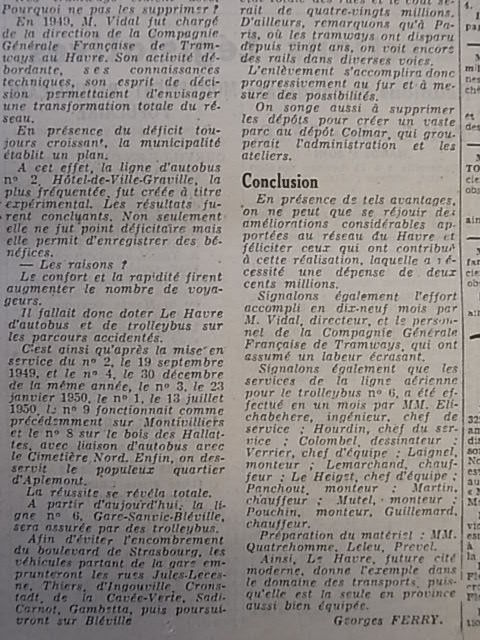 Pourquoi ne pas les supprimer ?
En 1949, M. Vidal fut chargé
de la direction de la Compagnie
Générale Française de Tram-
ways au Havre. Son activité dé-
bordante, ses connaissances
techniques, son esprit de déci-
sion permettaient d'envisager
une transformation totale du ré-
seau.
En présence du déficit tou-
jours croissant, la municipalité
établit un plan.
A cet effet, la ligne d'autobus
n° 2, Hôtel-de-Ville-Graville, la
plus fréquentée, fut créée à titre
expérimental. Les résultats fu-
rent concluants. Non seulement
elle ne fut point déficitaire mais
elle permit d'enregistrer des bé-
néfices.
— Les raisons ?
Le confort et la rapidité firent
augmenter le nombre de voya-
geurs.
Il fallait donc doter Le Havre
d'autobus et de trolleybus sur
les parcours accidentés.
C'est ainsi qu'après la mise en
service du n° 2, le 19 septembre
1949, et le n° 4, le 30 décembre
de la même année, le n° 3, le 23
janvier 1950, le n° 1, le 13 juillet
1950, le n° 9 fonctionnait comme
précédemment sur Montivilliers
et le n° 8 sur le bois des Hallat-
tes, avec liaison d'autobus avec
le Cimetière Nord. Enfin, on des-
servit le populeux quartier
d'Aplemont.
La réussite se révéla totale.
A partir d'aujourd'hui, la li-
gne n° 6, Gare-Sanvic-Bléville,
sera assurée par des trolleybus.
Afin d'éviter l'encombrement
du boulevard de Strasbourg, les
véhicules partant de la gare em-
prunteront les rues Jules-Leces-
ne, Thiers, d'Ingouville Crons-
tadt, de la Cavée-Verte, Sadi-
Carnot, Gambetta, puis poursui-
vront sur Bléville
rait de quatre-vingts millions.
D'ailleurs, remarquons qu'à Pa-
ris, où les tramways ont disparu
depuis vingt ans, on voit encore
des rails dans diverses voies.
L'enlèvement s'accomplira donc
progressivement au fur et à me-
sure des possibilités.
On songe aussi à supprimer
les dépôts pour créer un vaste
parc au dépôt Colmar, qui grou-
perait l'administration et les
ateliers.
Conclusion
En présence de tels avantages,
on ne peut que se réjouir des
améliorations considérables ap-
portées au réseau du Havre et
féliciter ceux qui ont contribué
à cette réalisation, laquelle a né-
cessité une dépense de deux
cents millions.
Signalons également l'effort
accompli en dix-neuf mois par
M. Vidal, directeur, et le person-
nel de la Compagnie Générale
Française de Tramways, qui ont
assumé un labeur écrasant.
Signalons également que les
services de la ligne aérienne
pour le trolleybus n° 6, a été ef-
fectué en un mois par MM. Eli-
chabehere, ingénieur, chef de
service ; Hourdin, chef du ser-
vice ; Colombel, dessinateur ;
Verrier, chef d'équipe ; Laignel,
monteur ; Lemarchand, chauf-
feur ; Le Heigst, chef d'équipe ;
Panchout, monteur ; Martin,
chauffeur ; Mutel, monteur ;
Pouchin, monteur, Guillemard,
chauffeur.
Préparation du matériel : MM.
Quatrehomme, Leleu, Prevel.
Ainsi, Le Havre, future cité
moderne, donne l'exemple dans
le domaine des transports, puis-
qu'elle est la seule en province
aussi bien équipée.
Georges FERRY.